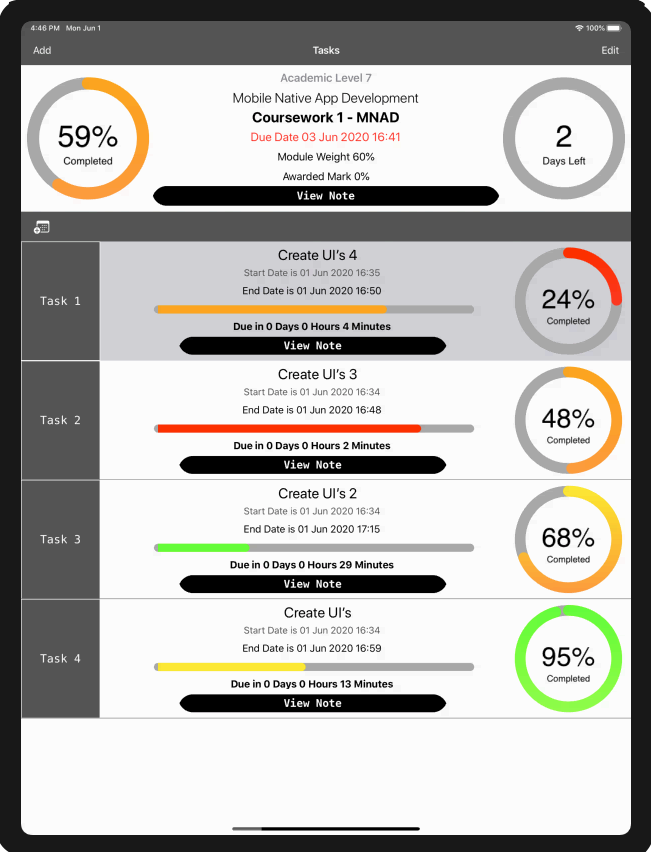 4:46 PM Mon Jun 1
100%
Add
Tasks
Edit
59%
Completed
Academic Level 7
Mobile Native App Development
Coursework 1 - MNAD
Due Date 03 Jun 2020 16:41
Module Weight 60%
Awarded Mark 0%
View Note
2
Days Left
Task 1
Create UI's 4
Start Date is 01 Jun 2020 16:35
End Date is 01 Jun 2020 16:50
Due in 0 Days 0 Hours 4 Minutes
View Note
24%
Completed
Task 2
Create UI's 3
Start Date is 01 Jun 2020 16:34
End Date is 01 Jun 2020 16:48
Due in 0 Days 0 Hours 2 Minutes
View Note
48%
Completed
Task 3
Create UI's 2
Start Date is 01 Jun 2020 16:34
End Date is 01 Jun 2020 17:15
Due in 0 Days 0 Hours 29 Minutes
View Note
68%
Completed
Task 4
Create UI's
Start Date is 01 Jun 2020 16:34
End Date is 01 Jun 2020 16:59
Due in 0 Days 0 Hours 13 Minutes
View Note
95%
Completed